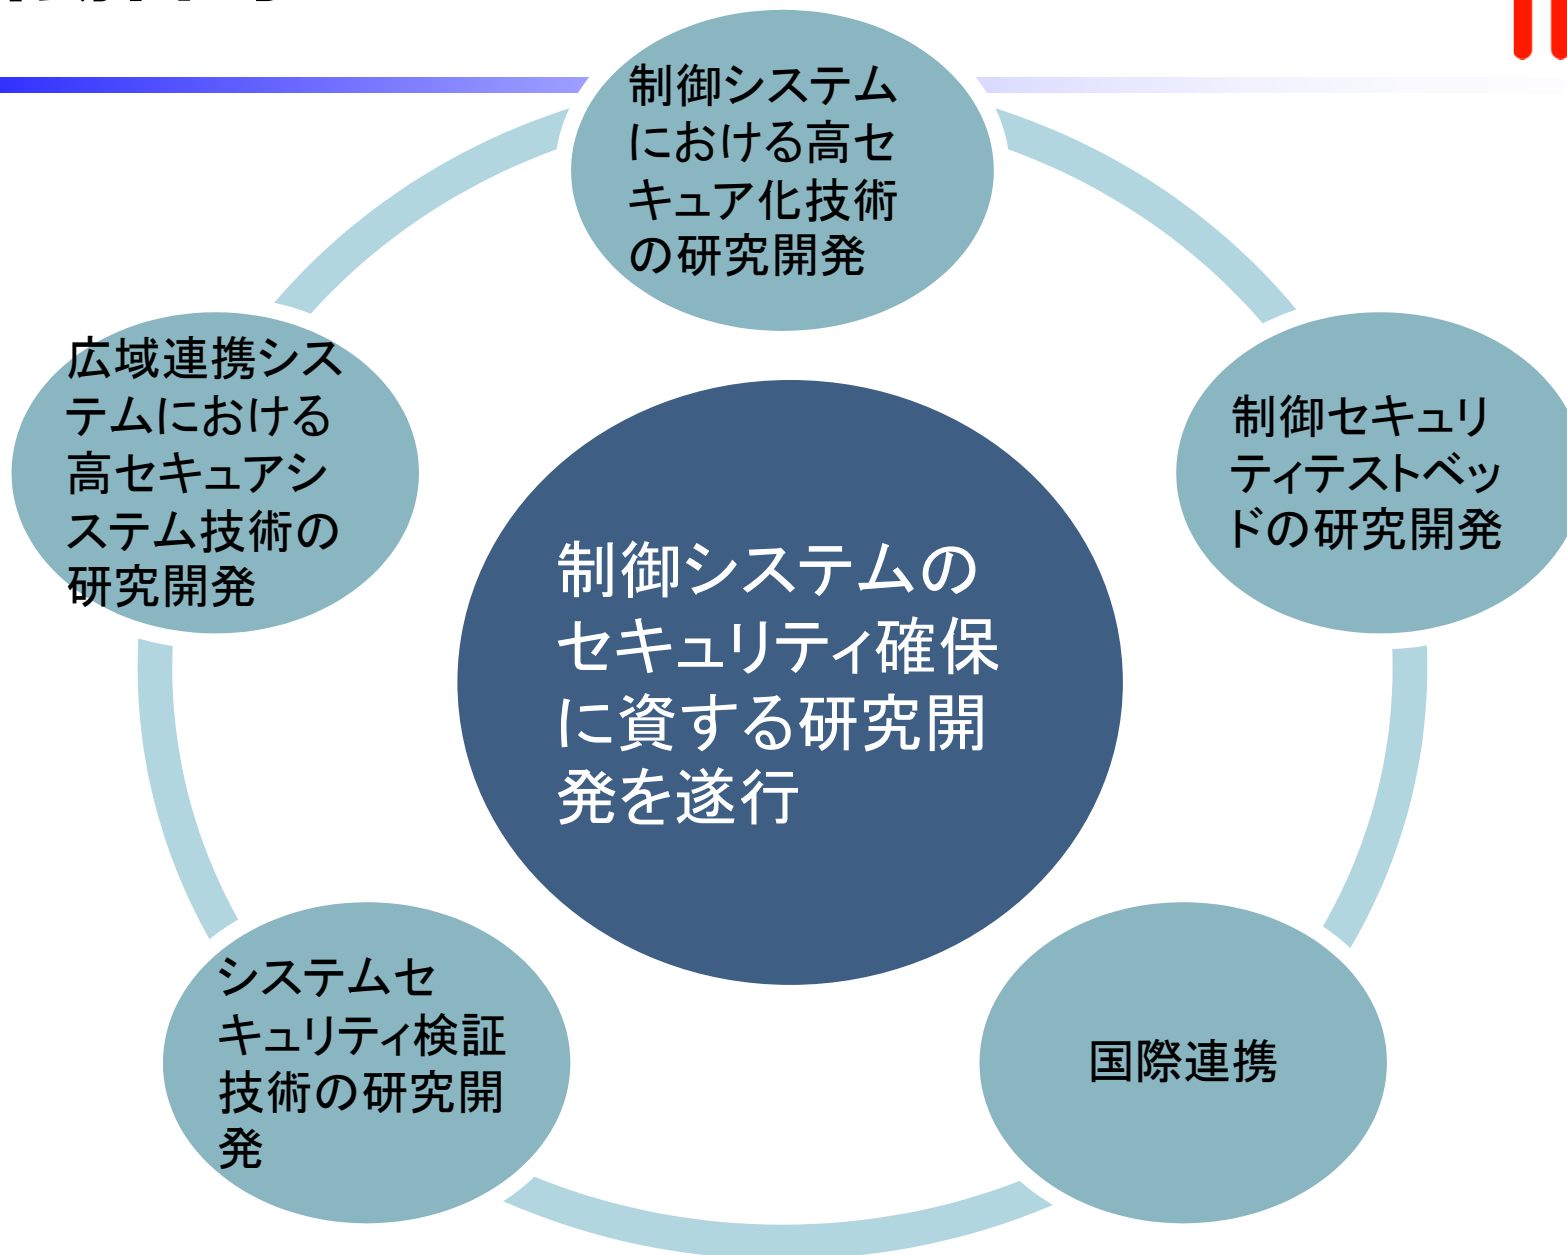 制御システム
における高セ
キュア化技術
の研究開発
広域連携シス
テムにおける
高セキュアシ
ステム技術の
研究開発
制御セキュリ
ティテストベッ
ドの研究開発
制御システムの
セキュリティ確保
に資する研究開
発を遂行
システムセ
キュリティ検証
技術の研究開
発
国際連携